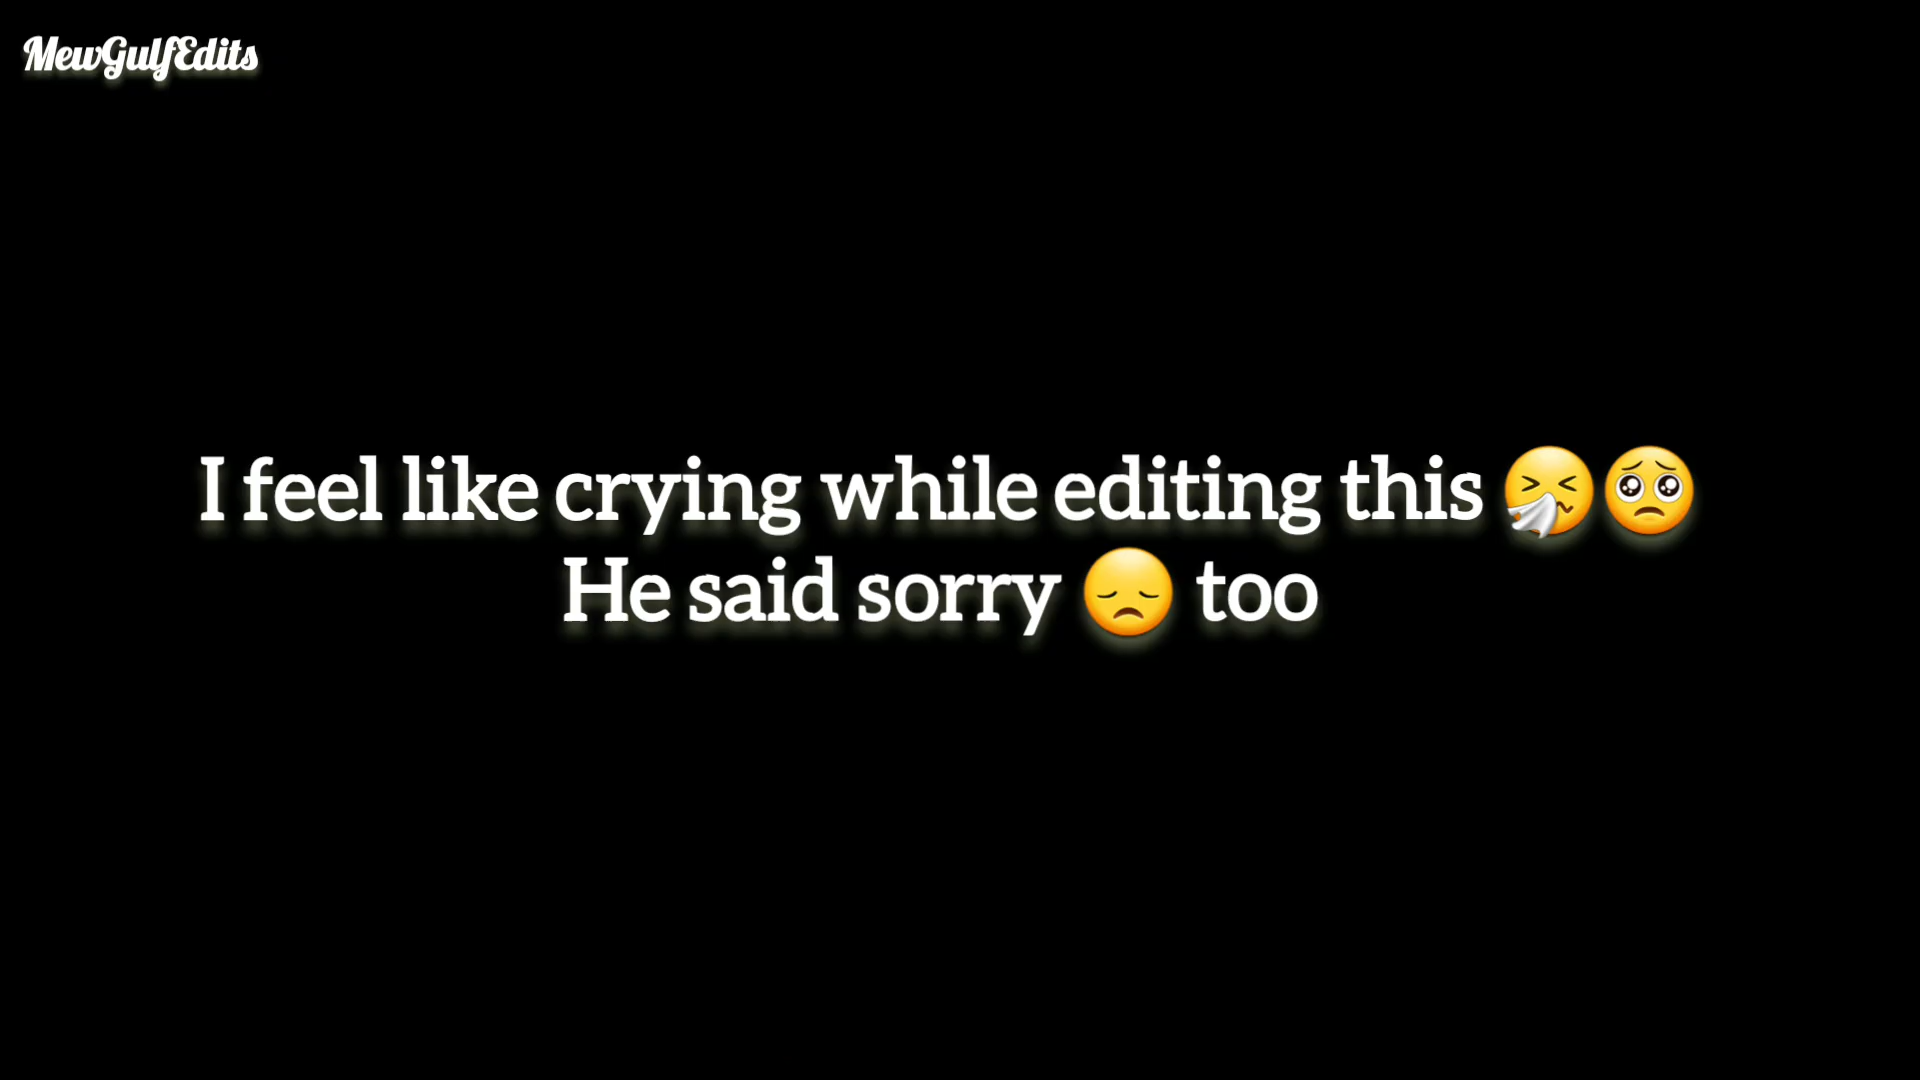 MewGulfEdits
I feel like crying while editing this 🤧🥺
He said sorry 😞 too